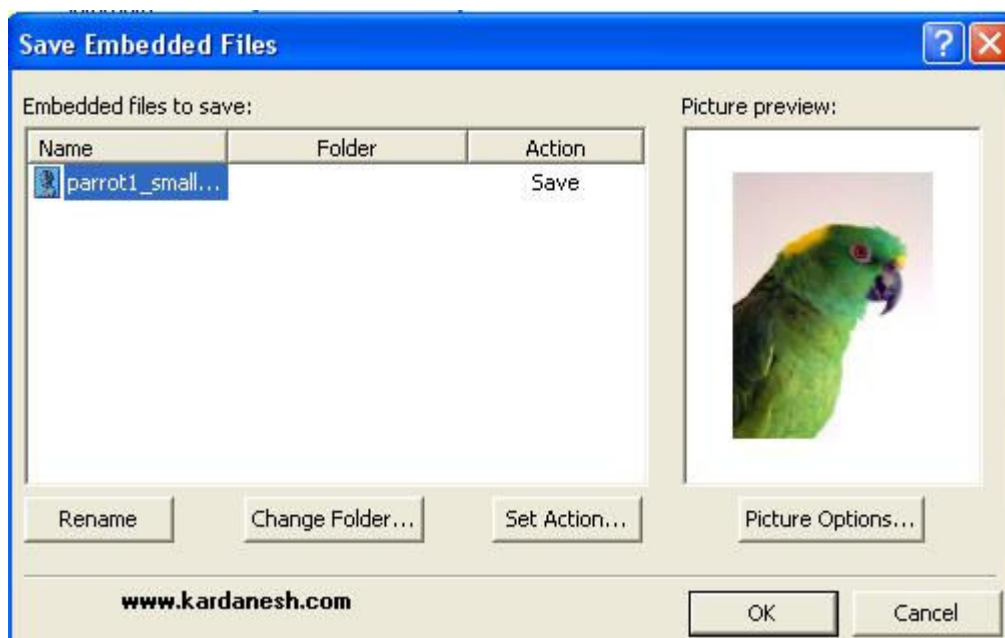 Save Embedded Files
Embedded files to save:
Picture preview:
Name Folder Action
parrot1_small... Save
Rename Change Folder... Set Action... Picture Options...
www.kardanesh.com
OK Cancel